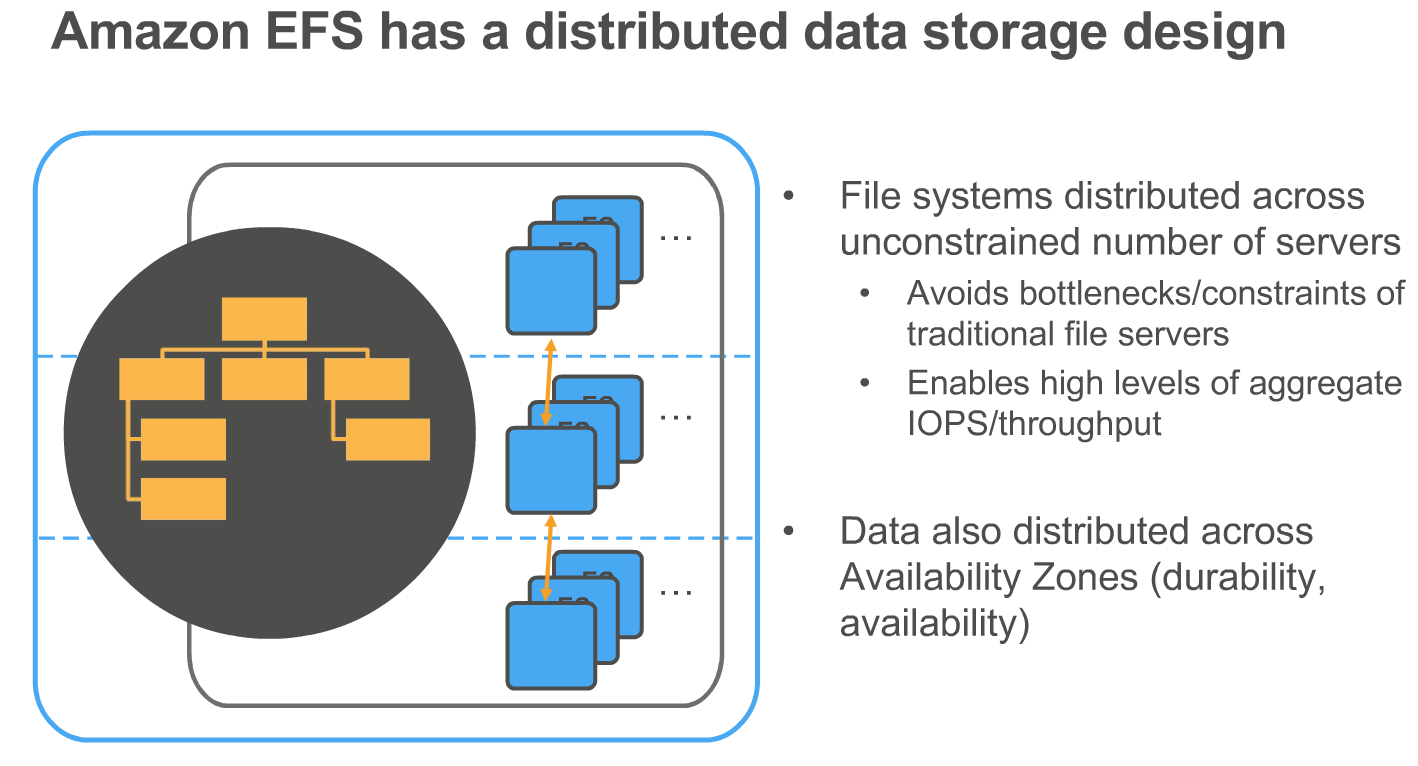 Amazon EFS has a distributed data storage design
• File systems distributed across
unconstrained number of servers
• Avoids bottlenecks/constraints of
traditional file servers
• Enables high levels of aggregate
IOPS/throughput
• Data also distributed across
Availability Zones (durability,
availability)
...
...
...